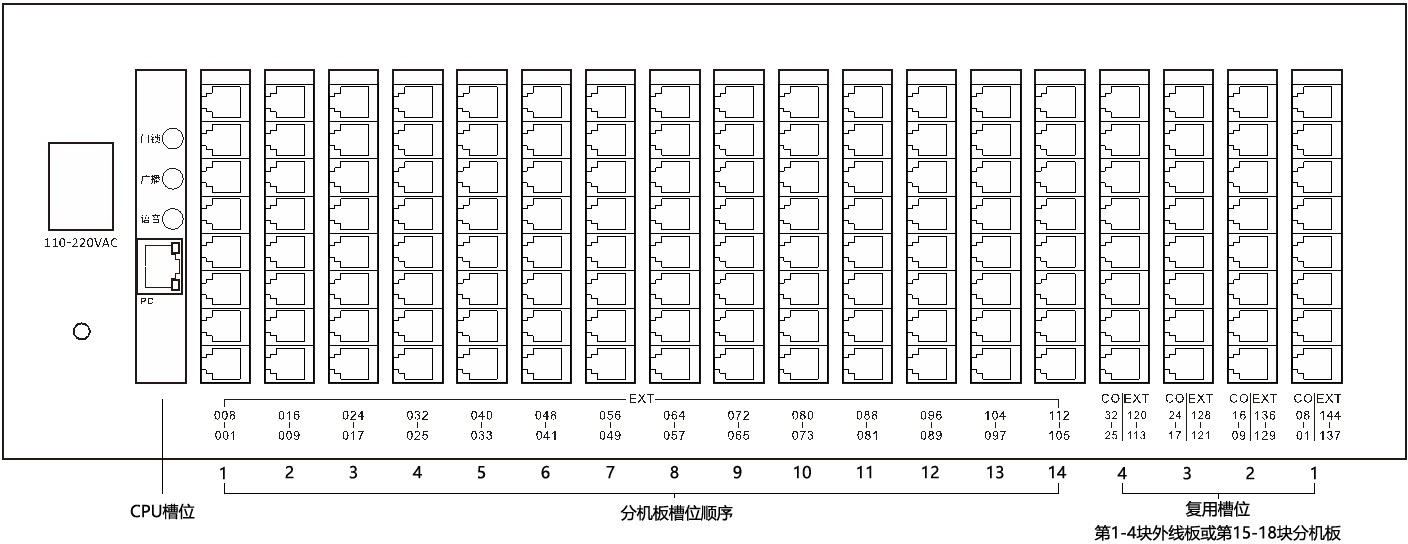 门锁
广播
语音
110-220VAC
PC
EXT
CO EXT CO EXT CO EXT CO EXT
008 016 024 032 040 048 056 064 072 080 088 096 104 112 32 120 24 128 16 136 08 144
001 009 017 025 033 041 049 057 065 073 081 089 097 105 25 113 17 121 09 129 01 137
1 2 3 4 5 6 7 8 9 10 11 12 13 14 4 3 2 1
CPU槽位
分机板槽位顺序
复用槽位
第1-4块外线板或第15-18块分机板